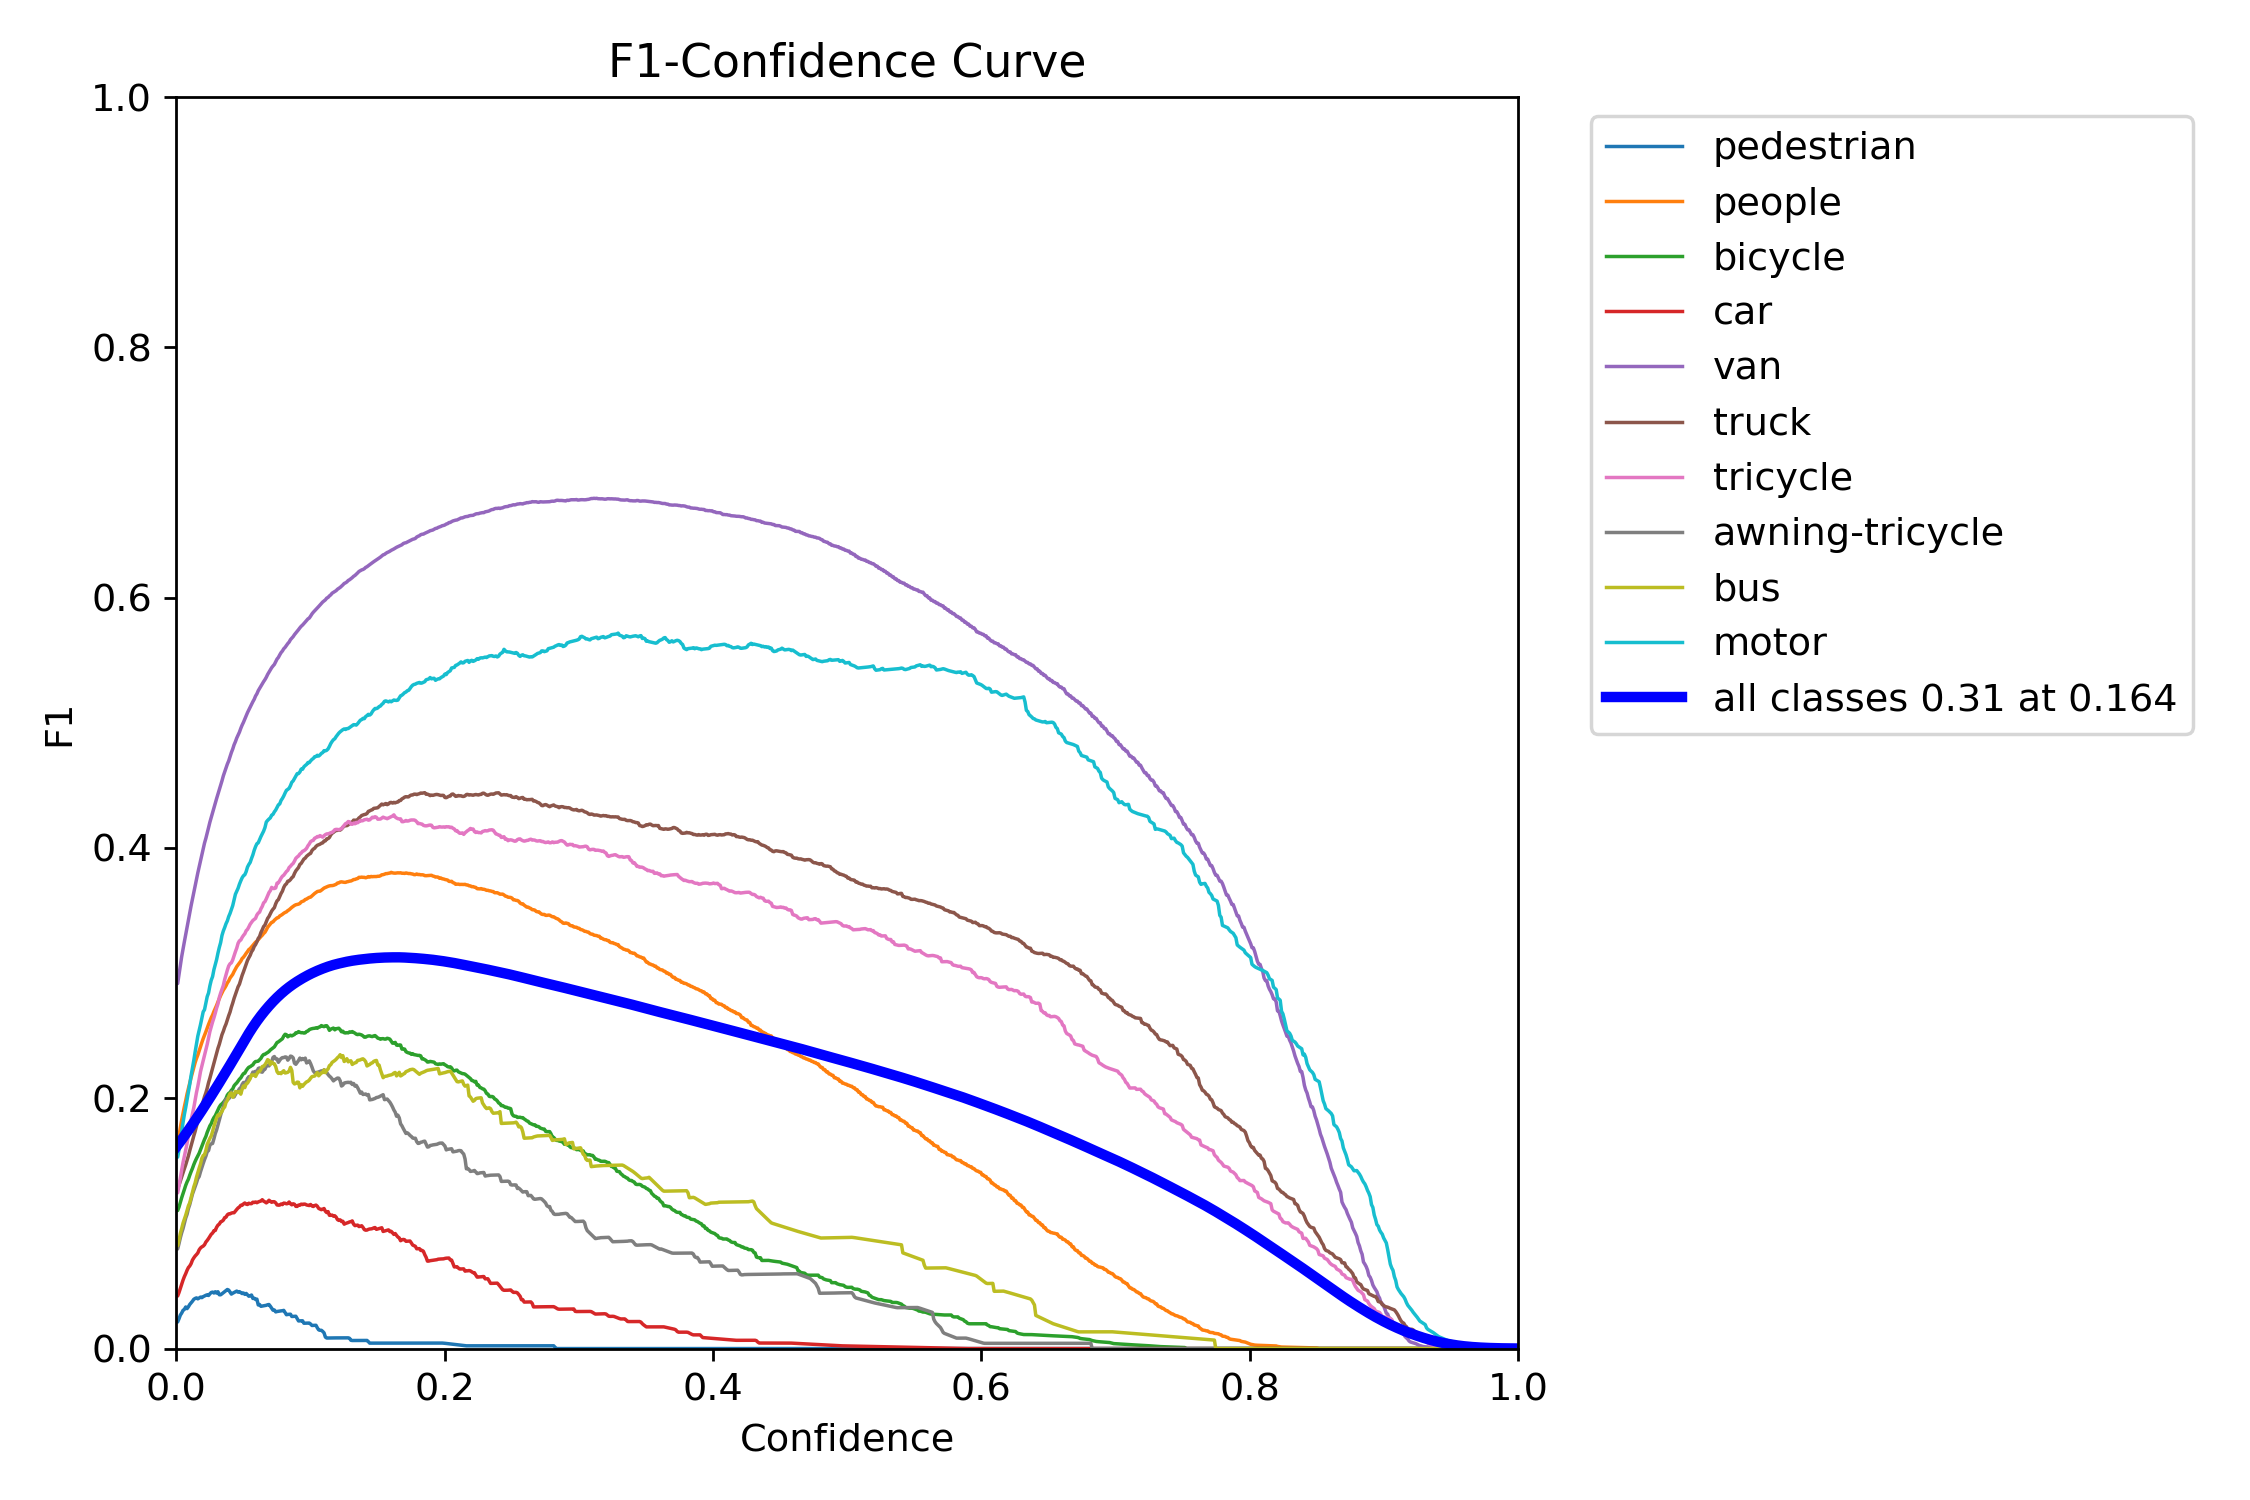 F1-Confidence Curve
1.0
0.8
0.6
0.4
0.2
0.0
F1
0.0 0.2 0.4 0.6 0.8 1.0
Confidence
pedestrian
people
bicycle
car
van
truck
tricycle
awning-tricycle
bus
motor
all classes 0.31 at 0.164